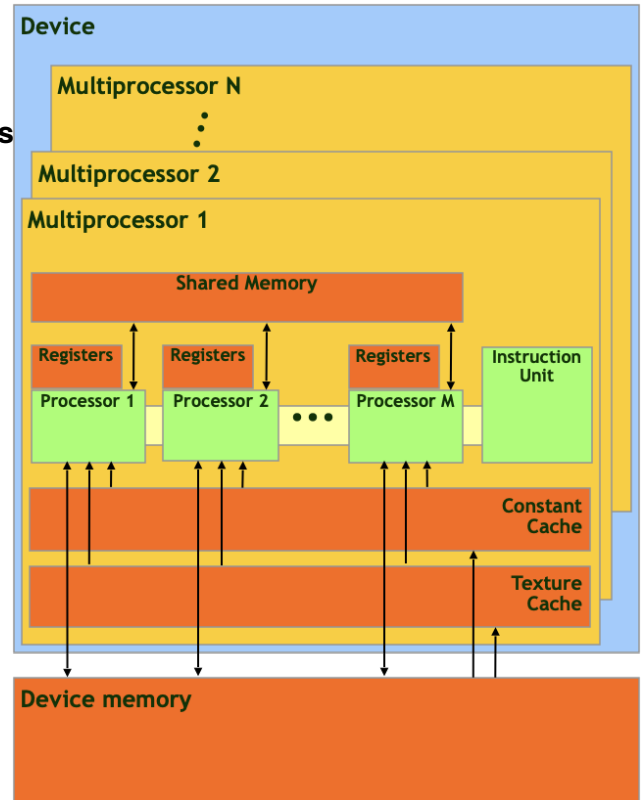 Device
Multiprocessor N
s
Multiprocessor 2
Multiprocessor 1
Shared Memory
Registers
Registers
Registers
Instruction
Unit
Processor 1
Processor 2
Processor M
Constant
Cache
Texture
Cache
Device memory